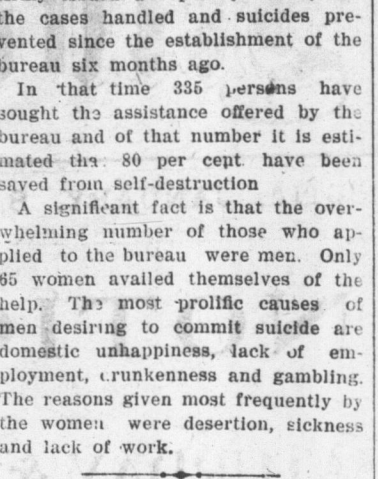 the cases handled and suicides pre-
vented since the establishment of the
bureau six months ago.
In that time 335 persons have
sought the assistance offered by the
bureau and of that number it is esti-
mated tha. 80 per cent. have been
saved from self-destruction
A significant fact is that the over-
whelming number of those who ap-
plied to the bureau were men. Only
65 women availed themselves of the
help. The most prolific causes of
men desiring to commit suicide are
domestic unhappiness, lack of em-
ployment, drunkenness and gambling.
The reasons given most frequently by
the women were desertion, sickness
and lack of work.